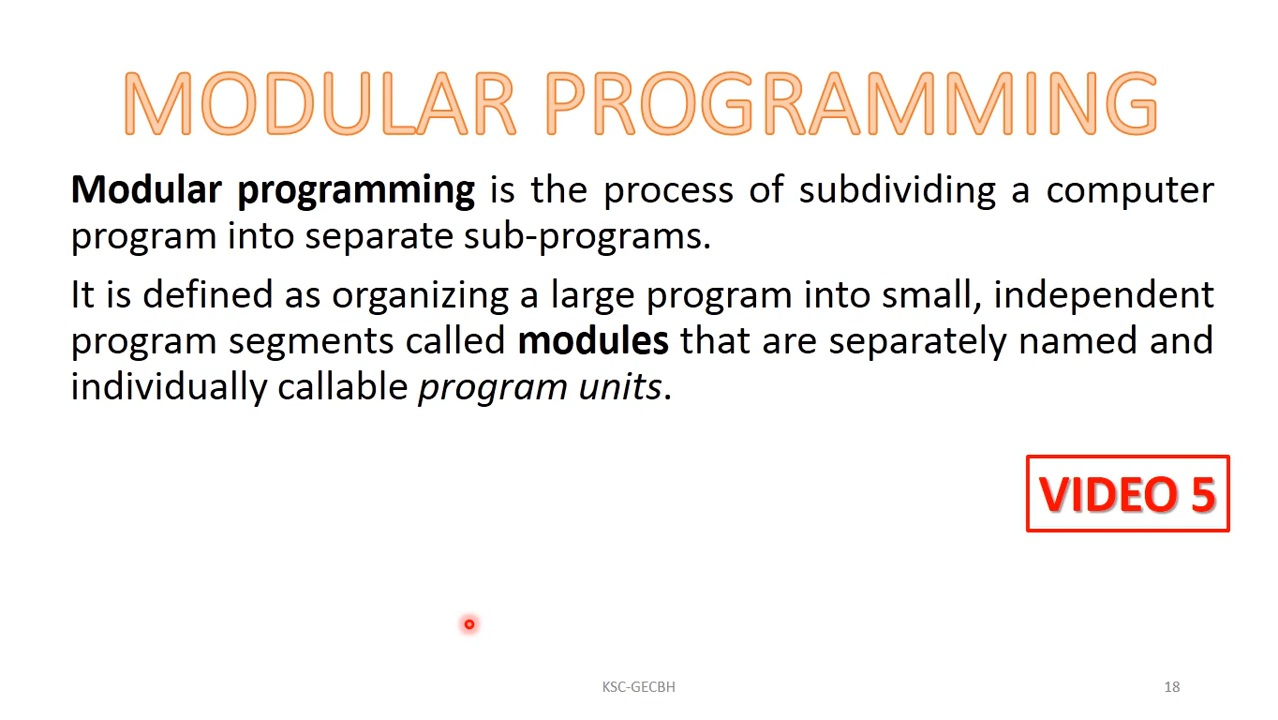 MODULAR PROGRAMMING
Modular programming is the process of subdividing a computer
program into separate sub-programs.
It is defined as organizing a large program into small, independent
program segments called modules that are separately named and
individually callable program units.
VIDEO 5
KSC-GECBH
18